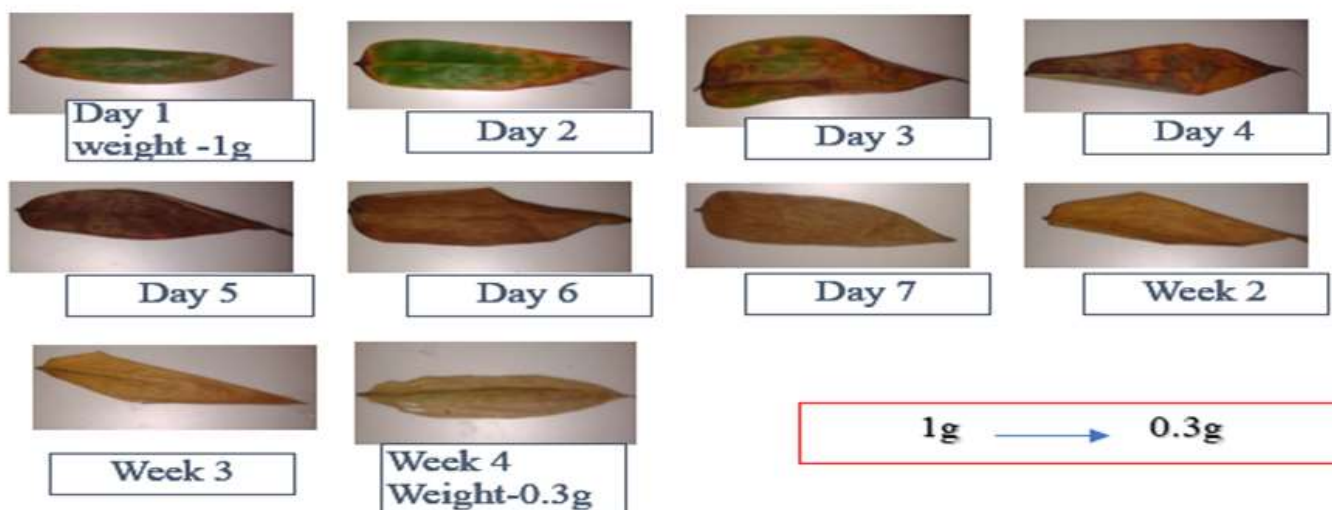 Day 1
weight -1g
Day 2
Day 3
Day 4
Day 5
Day 6
Day 7
Week 2
Week 3
Week 4
Weight-0.3g
1g → 0.3g